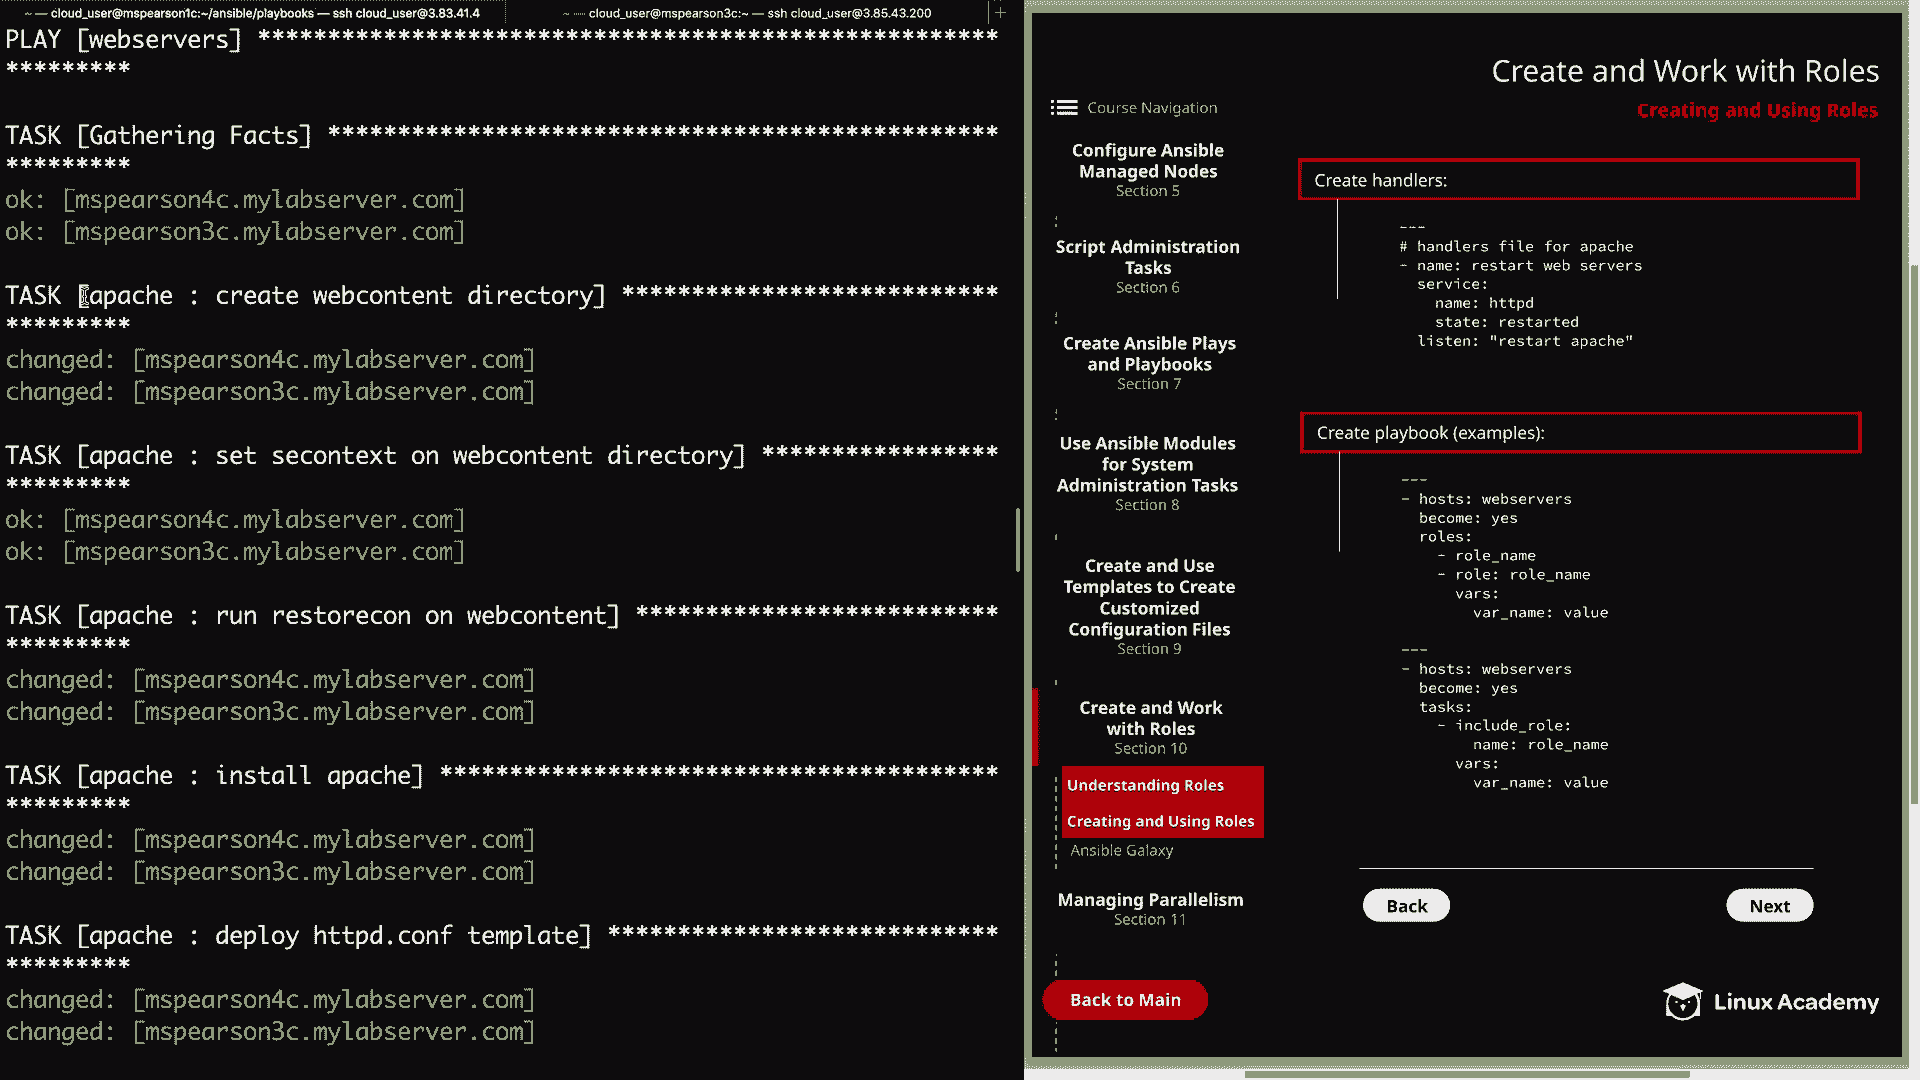 ~ — cloud_user@mspearson1c:~/ansible/playbooks — ssh cloud_user@3.83.41.4
~ — cloud_user@mspearson3c:~ — ssh cloud_user@3.85.43.200
+
PLAY [webservers] *****************************************************
*********
TASK [Gathering Facts] ************************************************
*********
ok: [mspearson4c.mylabserver.com]
ok: [mspearson3c.mylabserver.com]
TASK [apache : create webcontent directory] ***************************
*********
changed: [mspearson4c.mylabserver.com]
changed: [mspearson3c.mylabserver.com]
TASK [apache : set secontext on webcontent directory] *****************
*********
ok: [mspearson4c.mylabserver.com]
ok: [mspearson3c.mylabserver.com]
TASK [apache : run restorecon on webcontent] **************************
*********
changed: [mspearson4c.mylabserver.com]
changed: [mspearson3c.mylabserver.com]
TASK [apache : install apache] ****************************************
*********
changed: [mspearson4c.mylabserver.com]
changed: [mspearson3c.mylabserver.com]
TASK [apache : deploy httpd.conf template] ****************************
*********
changed: [mspearson4c.mylabserver.com]
changed: [mspearson3c.mylabserver.com]
Create and Work with Roles
Creating and Using Roles
Course Navigation
Configure Ansible
Managed Nodes
Section 5
Script Administration
Tasks
Section 6
Create Ansible Plays
and Playbooks
Section 7
Use Ansible Modules
for System
Administration Tasks
Section 8
Create and Use
Templates to Create
Customized
Configuration Files
Section 9
Create and Work
with Roles
Section 10
Understanding Roles
Creating and Using Roles
Ansible Galaxy
Managing Parallelism
Section 11
Back to Main
Create handlers:
---
# handlers file for apache
- name: restart web servers
  service:
    name: httpd
    state: restarted
  listen: "restart apache"
Create playbook (examples):
---
- hosts: webservers
  become: yes
  roles:
    - role_name
    - role: role_name
      vars:
        var_name: value
---
- hosts: webservers
  become: yes
  tasks:
    - include_role:
        name: role_name
      vars:
        var_name: value
Back
Next
Linux Academy